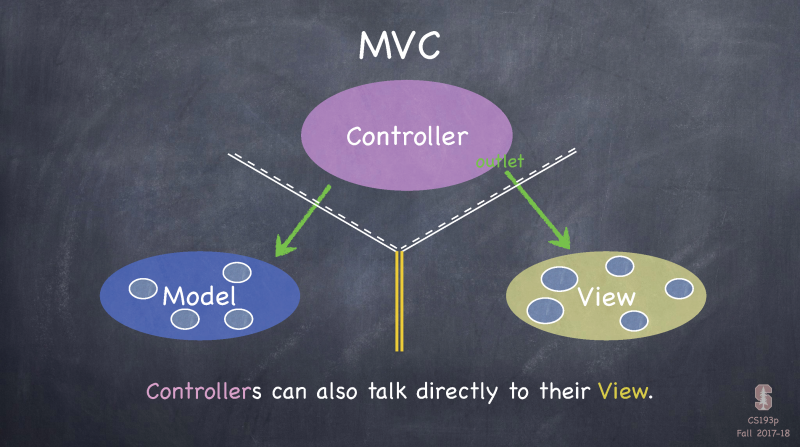 MVC
Controller
outlet
Model
View
Controllers can also talk directly to their View.
S
CS193p
Fall 2017-18